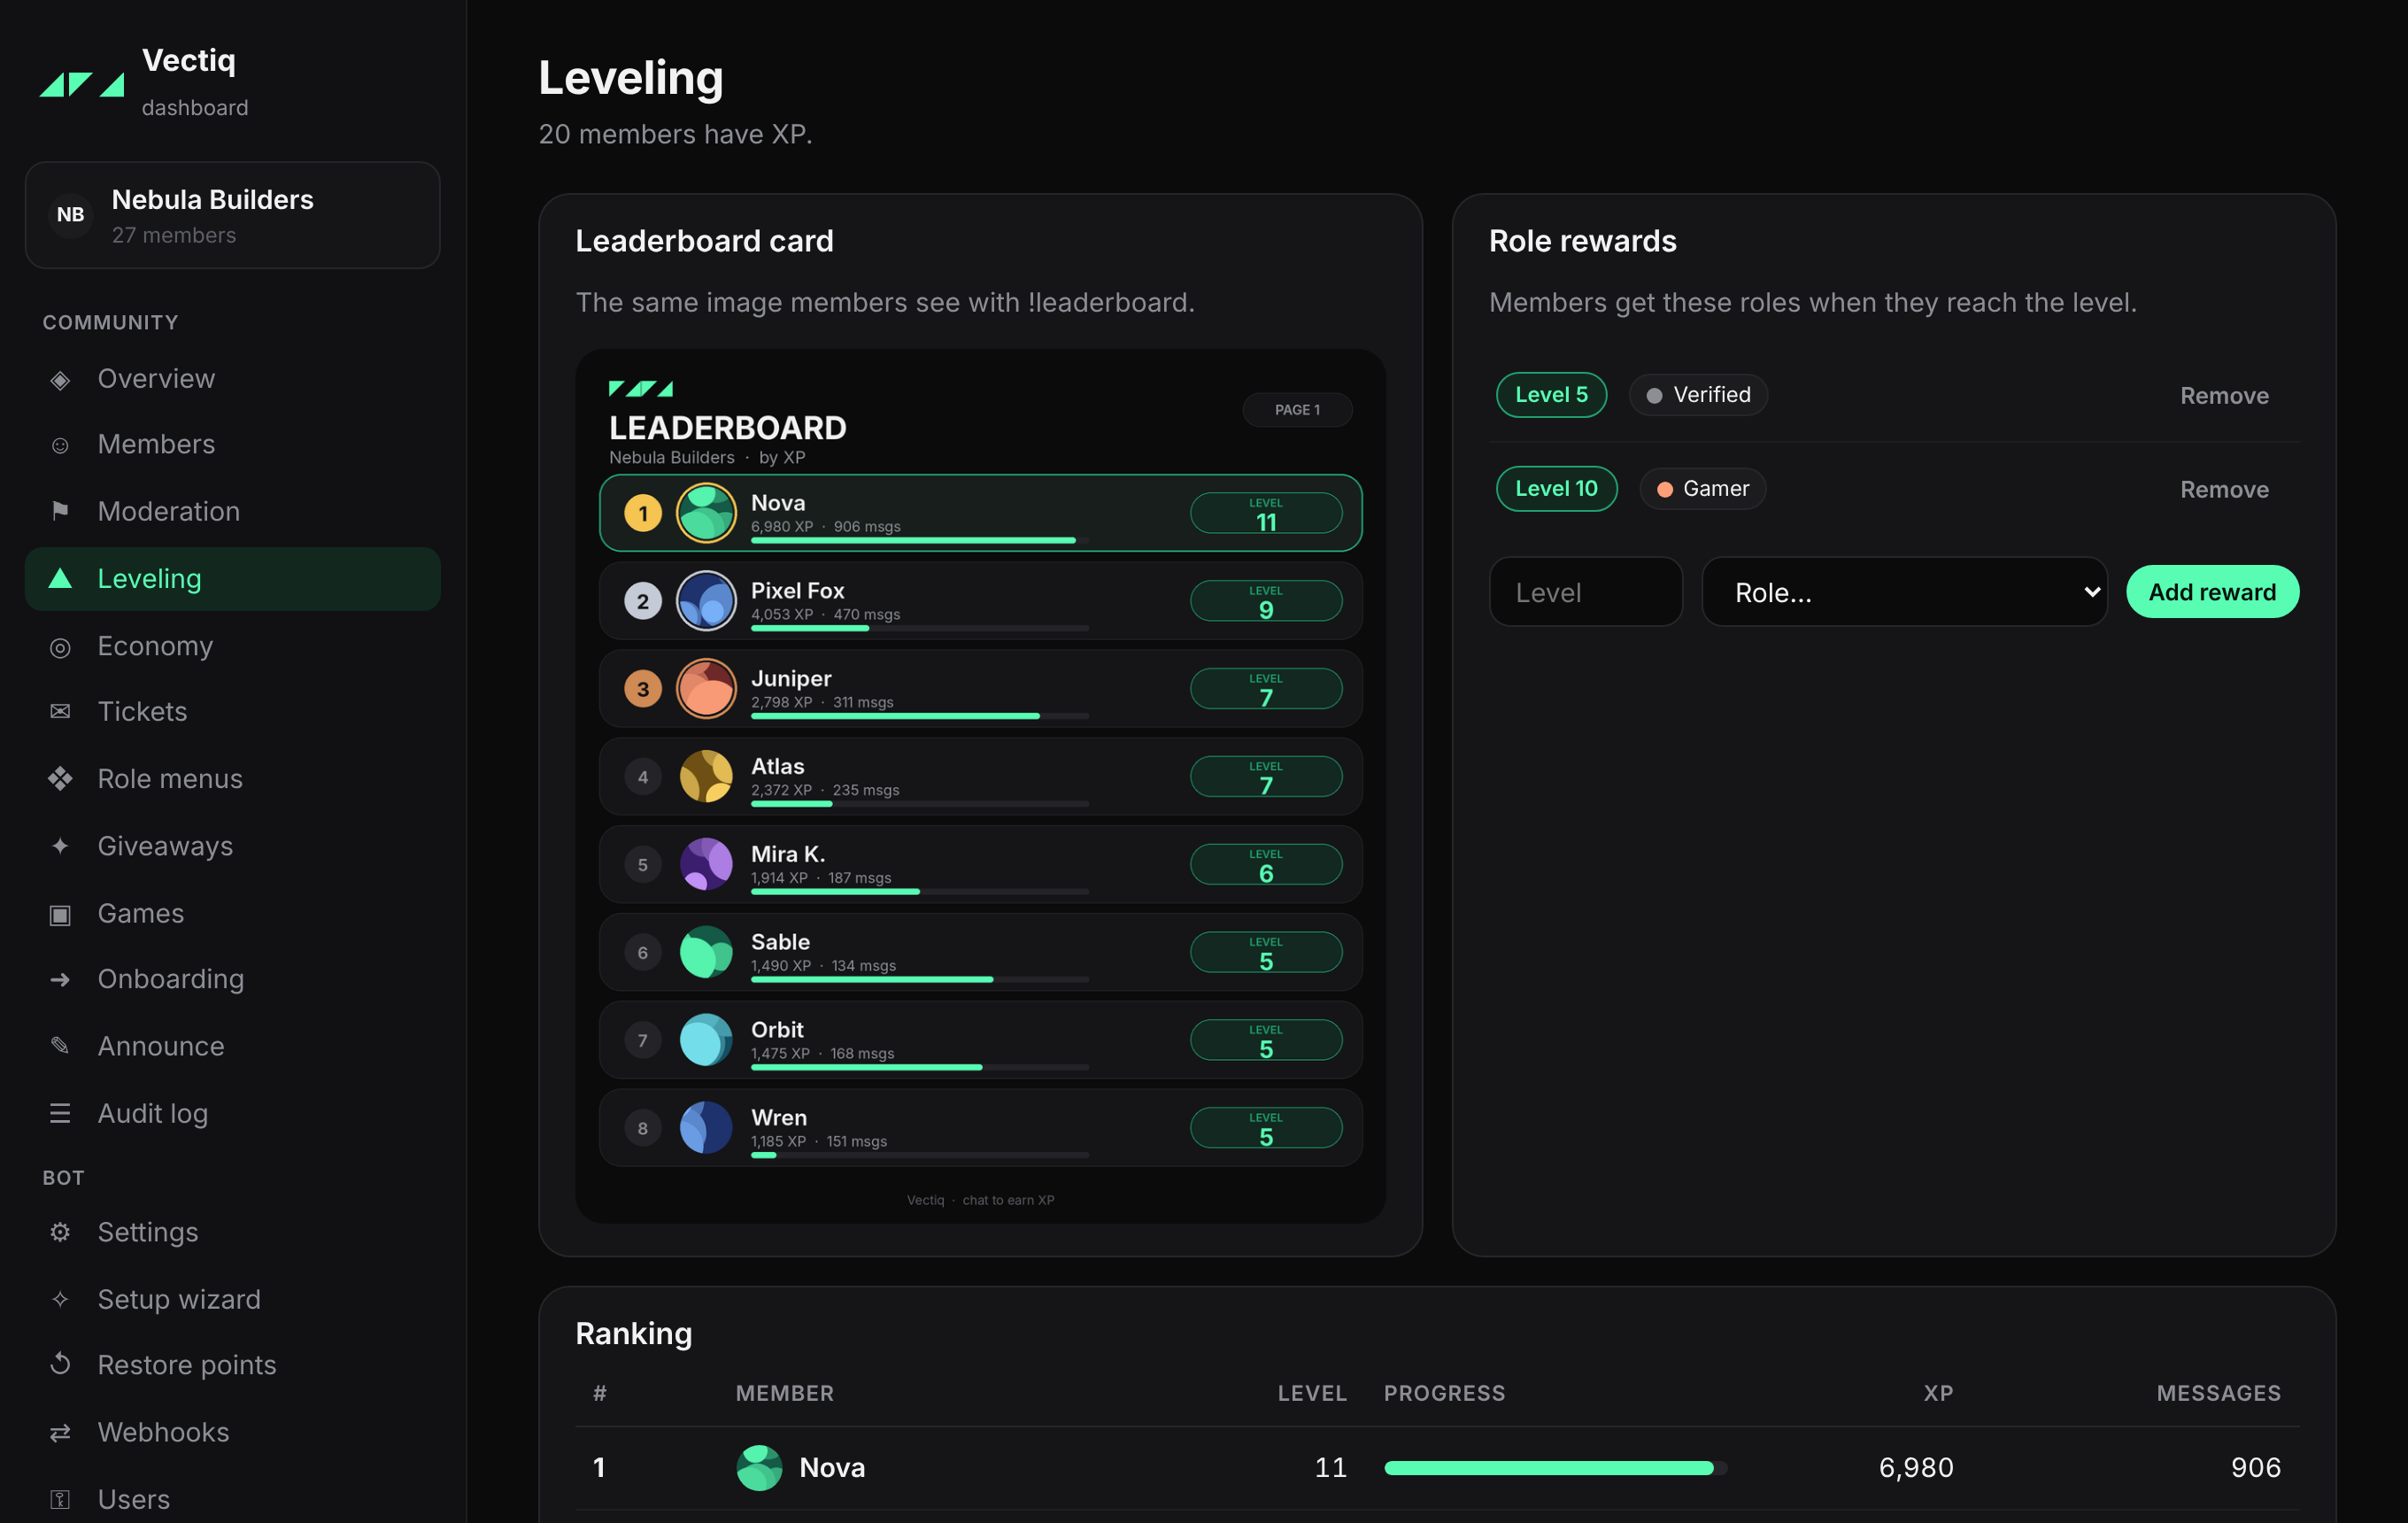 Vectiq
dashboard
NB
Nebula Builders
27 members
COMMUNITY
Overview
Members
Moderation
Leveling
Economy
Tickets
Role menus
Giveaways
Games
Onboarding
Announce
Audit log
BOT
Settings
Setup wizard
Restore points
Webhooks
Users
Leveling
20 members have XP.
Leaderboard card
The same image members see with !leaderboard.
LEADERBOARD
Nebula Builders · by XP
PAGE 1
1
Nova
6,980 XP · 906 msgs
LEVEL
11
2
Pixel Fox
4,053 XP · 470 msgs
LEVEL
9
3
Juniper
2,798 XP · 311 msgs
LEVEL
7
4
Atlas
2,372 XP · 235 msgs
LEVEL
7
5
Mira K.
1,914 XP · 187 msgs
LEVEL
6
6
Sable
1,490 XP · 134 msgs
LEVEL
5
7
Orbit
1,475 XP · 168 msgs
LEVEL
5
8
Wren
1,185 XP · 151 msgs
LEVEL
5
Vectiq · chat to earn XP
Role rewards
Members get these roles when they reach the level.
Level 5 Verified Remove
Level 10 Gamer Remove
Level Role... Add reward
Ranking
# MEMBER LEVEL PROGRESS XP MESSAGES
1 Nova 11 6,980 906